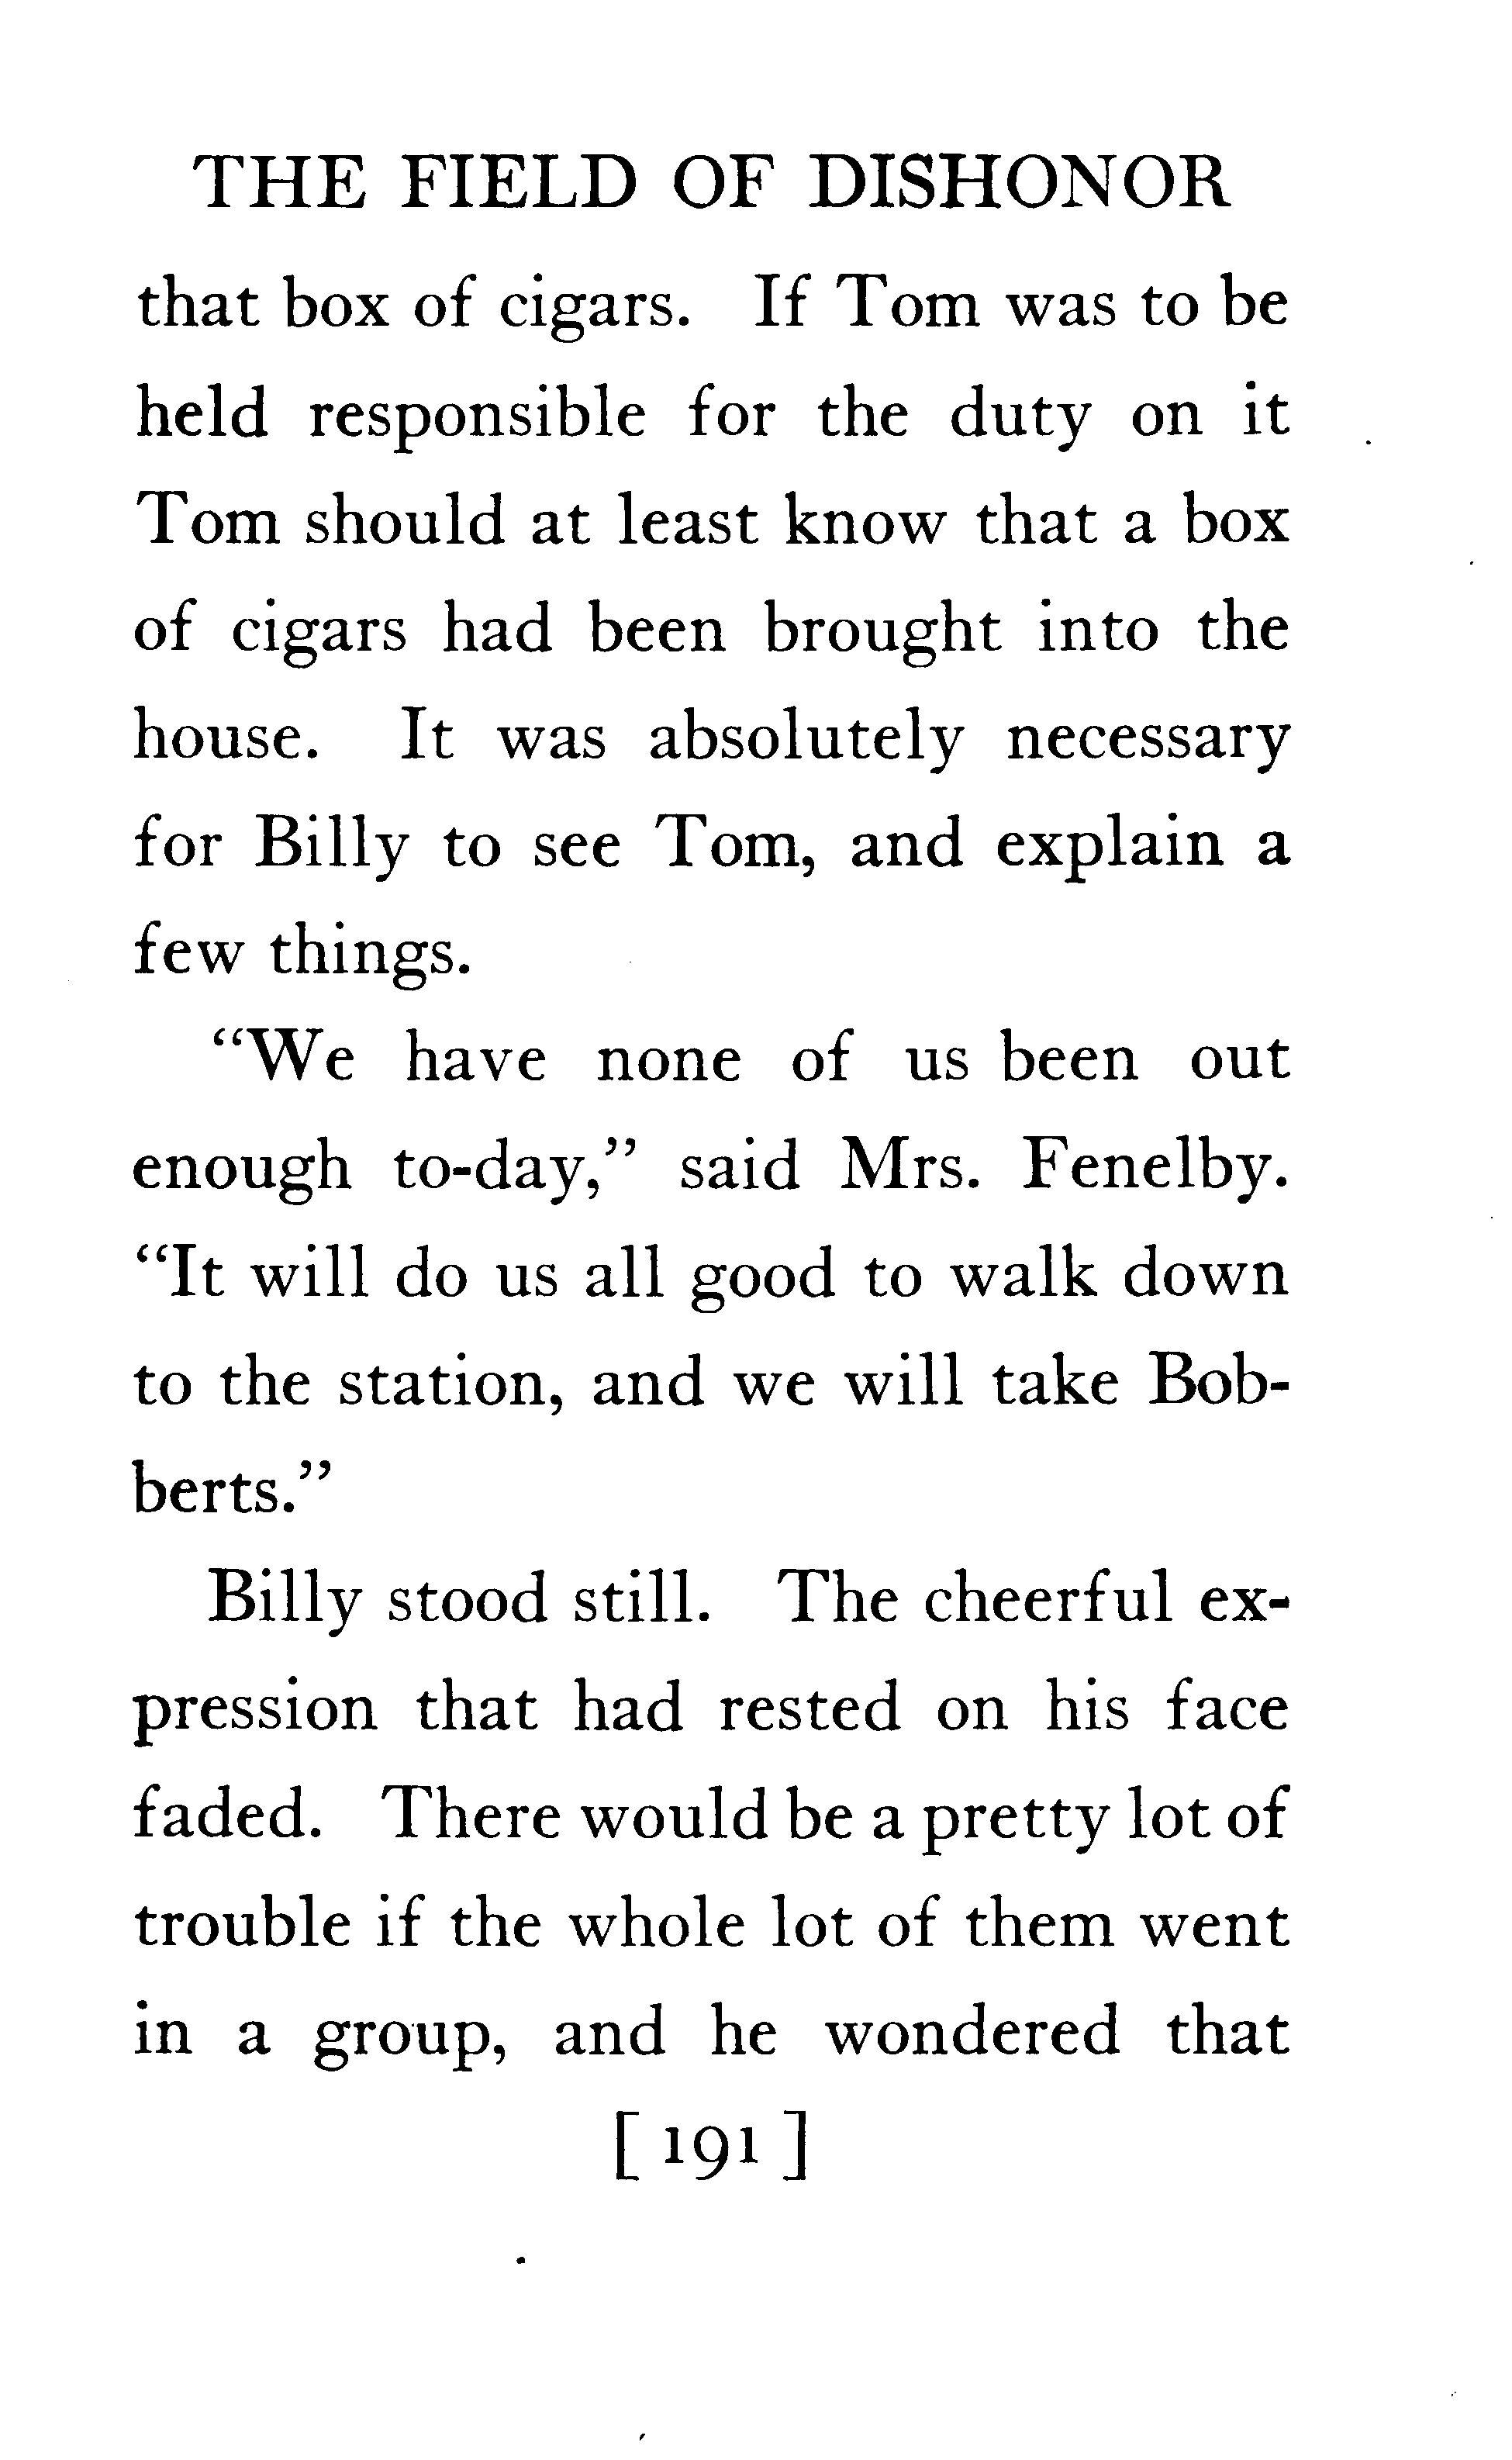 THE FIELD OF DISHONOR
that box of cigars. If Tom was to be
held responsible for the duty on it
Tom should at least know that a box
of cigars had been brought into the
house. It was absolutely necessary
for Billy to see Tom, and explain a
few things.
“We have none of us been out
enough to-day,” said Mrs. Fenelby.
“It will do us all good to walk down
to the station, and we will take Bob-
berts.”
Billy stood still. The cheerful ex-
pression that had rested on his face
faded. There would be a pretty lot of
trouble if the whole lot of them went
in a group, and he wondered that
[ 191 ]